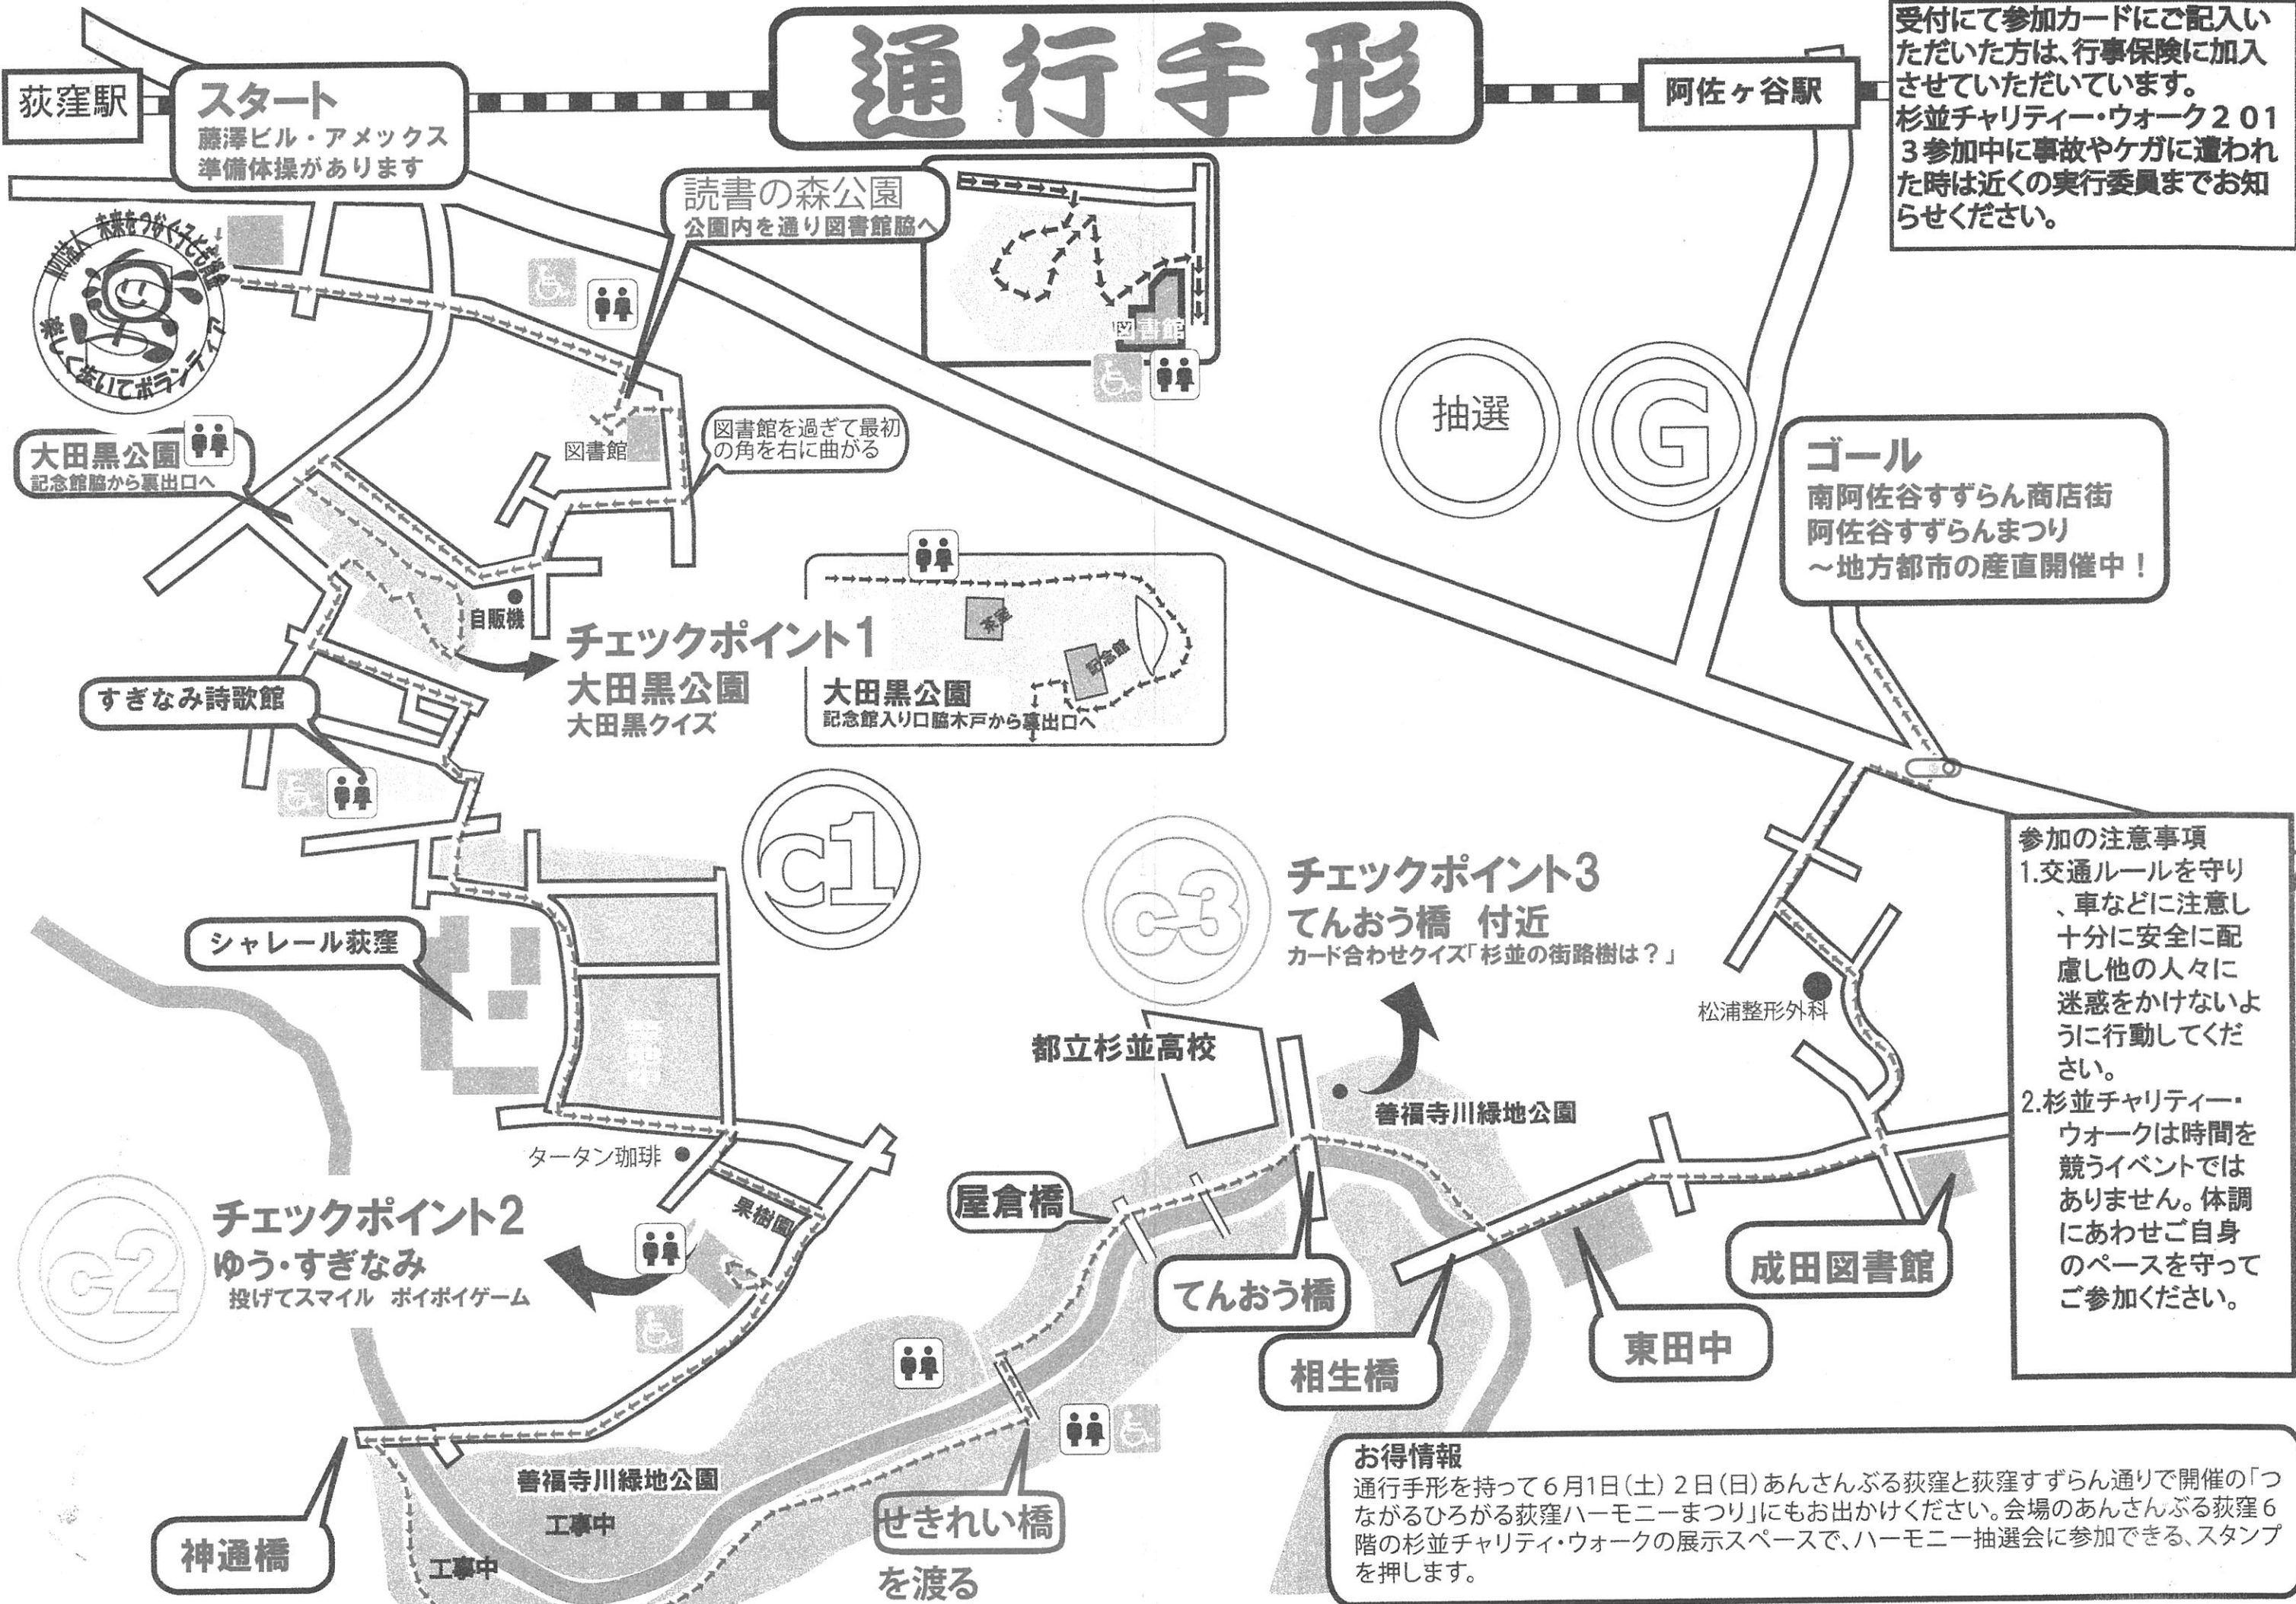 通行手形
荻窪駅
スタート
藤澤ビル・アメックス
準備体操があります
阿佐ヶ谷駅
受付にて参加カードにご記入い
ただいた方は、行事保険に加入
させていただいています。
杉並チャリティー・ウォーク201
3参加中に事故やケガに遭われ
た時は近くの実行委員までお知
らせください。
読書の森公園
公園内を通り図書館脇へ
図書館
NPO法人 未来をつなぐ子ども資金
楽しく歩いてボランティア
抽選
G
大田黒公園
記念館脇から裏出口へ
図書館
図書館を過ぎて最初
の角を右に曲がる
ゴール
南阿佐谷すずらん商店街
阿佐谷すずらんまつり
～地方都市の産直開催中！
自販機
チェックポイント1
大田黒公園
大田黒クイズ
茶室
記念館
大田黒公園
記念館入り口脇木戸から裏出口へ
すぎなみ詩歌館
c1
シャレール荻窪
c3
チェックポイント3
てんおう橋 付近
カード合わせクイズ「杉並の街路樹は？」
参加の注意事項
1.交通ルールを守り
、車などに注意し
十分に安全に配
慮し他の人々に
迷惑をかけないよ
うに行動してくだ
さい。
2.杉並チャリティー・
ウォークは時間を
競うイベントでは
ありません。体調
にあわせご自身
のペースを守って
ご参加ください。
松浦整形外科
都立杉並高校
善福寺川緑地公園
タータン珈琲
果樹園
c2
チェックポイント2
ゆう・すぎなみ
投げてスマイル ポイポイゲーム
屋倉橋
てんおう橋
相生橋
東田中
成田図書館
神通橋
善福寺川緑地公園
工事中
工事中
せきれい橋
を渡る
お得情報
通行手形を持って6月1日（土）2日（日）あんさんぶる荻窪と荻窪すずらん通りで開催の「つ
ながるひろがる荻窪ハーモニーまつり」にもお出かけください。会場のあんさんぶる荻窪6
階の杉並チャリティ・ウォークの展示スペースで、ハーモニー抽選会に参加できる、スタンプ
を押します。